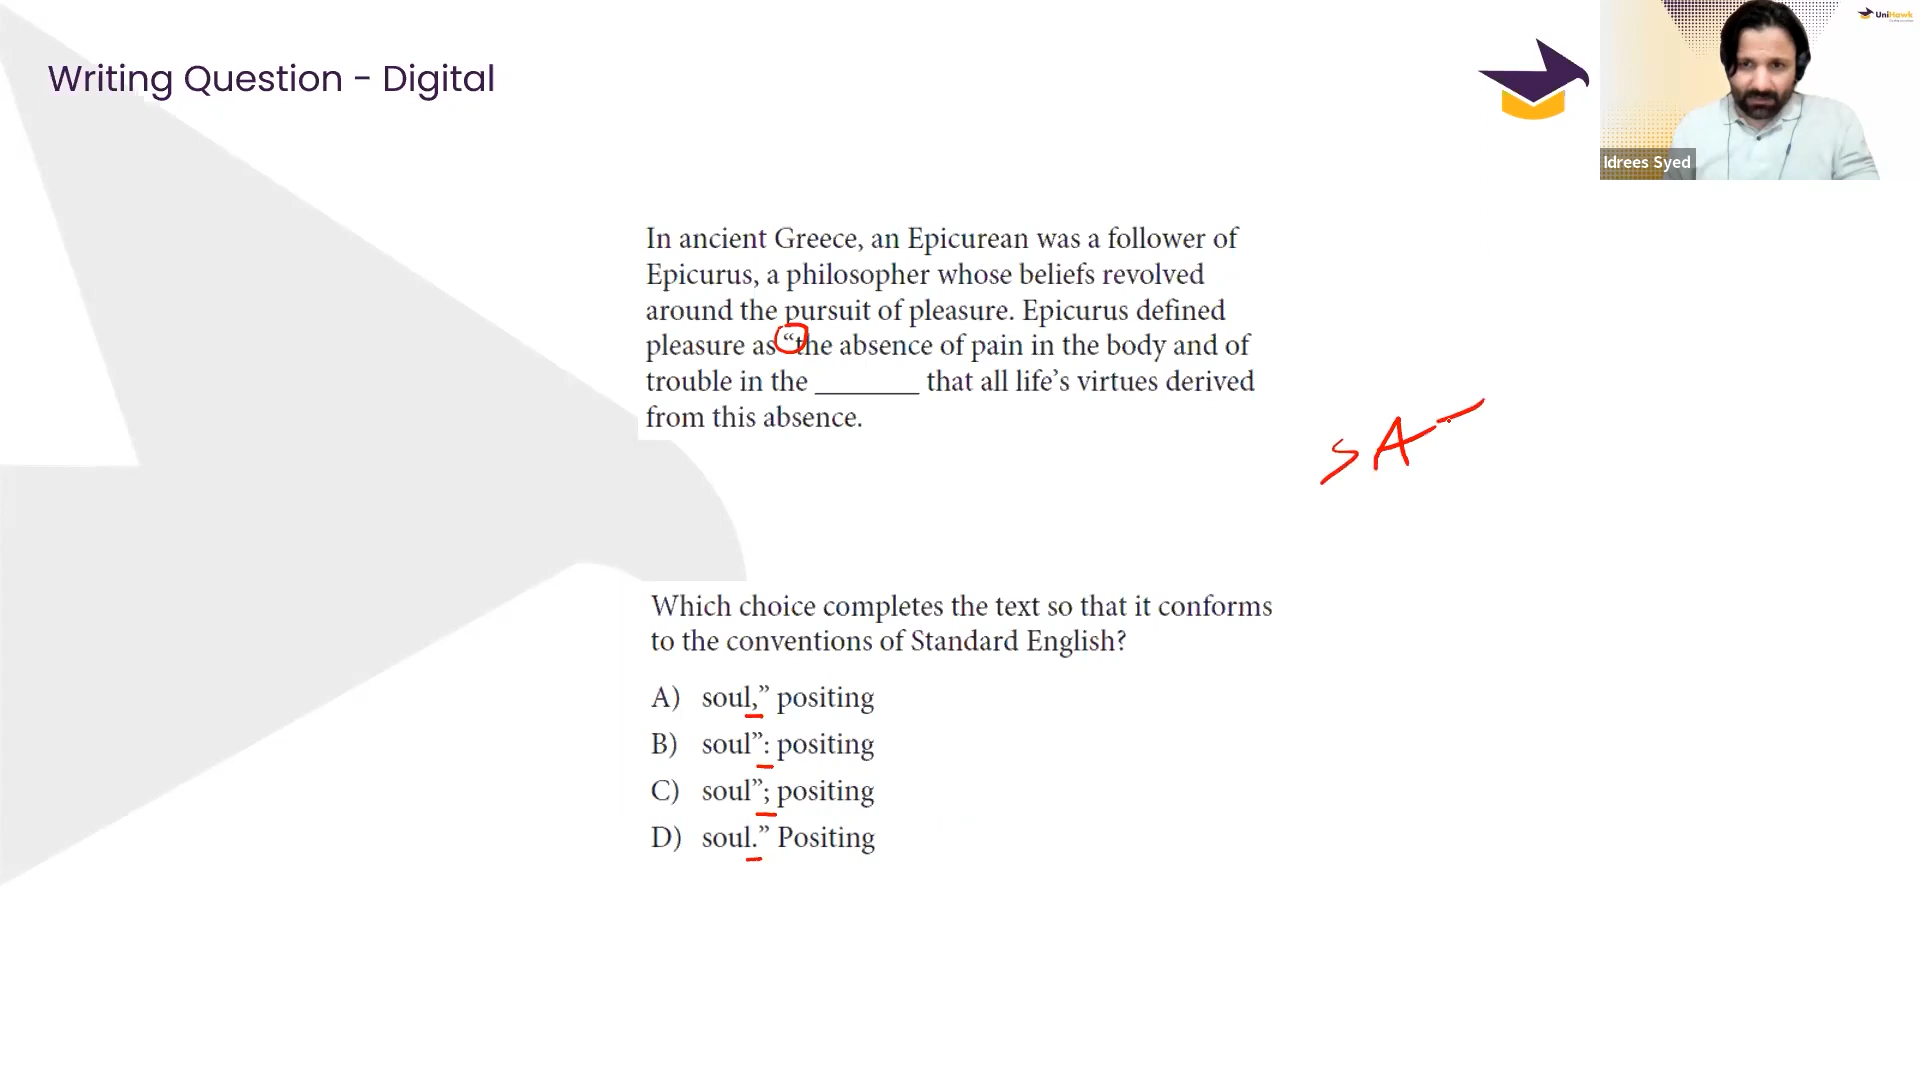 Writing Question - Digital
UniHawk
Idrees Syed
In ancient Greece, an Epicurean was a follower of
Epicurus, a philosopher whose beliefs revolved
around the pursuit of pleasure. Epicurus defined
pleasure as “the absence of pain in the body and of
trouble in the ________ that all life’s virtues derived
from this absence.
SA
Which choice completes the text so that it conforms
to the conventions of Standard English?
A) soul,” positing
B) soul”: positing
C) soul”; positing
D) soul.” Positing